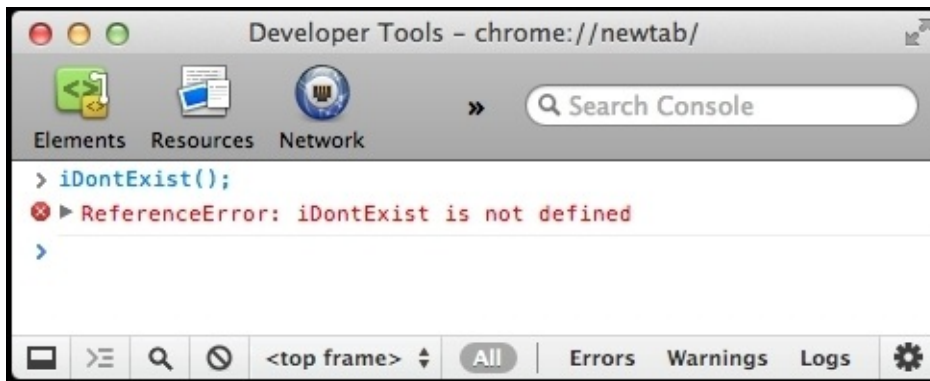 Developer Tools – chrome://newtab/
» Search Console
Elements Resources Network
> iDontExist();
▶ ReferenceError: iDontExist is not defined
>
<top frame> All Errors Warnings Logs